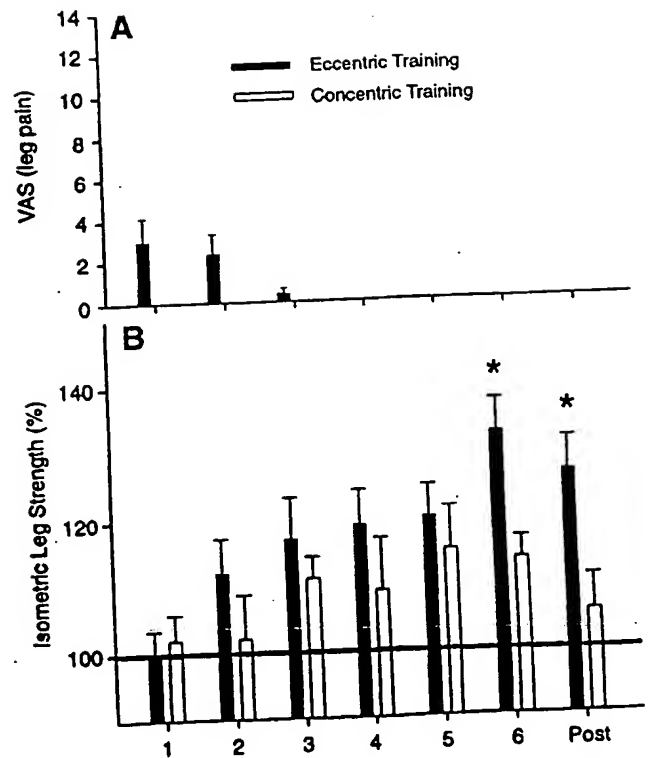 A
14
12
10
8
6
4
2
0
VAS (leg pain)
Eccentric Training
Concentric Training
B
140
120
100
Isometric Leg Strength (%)
*
*
1 2 3 4 5 6 Post